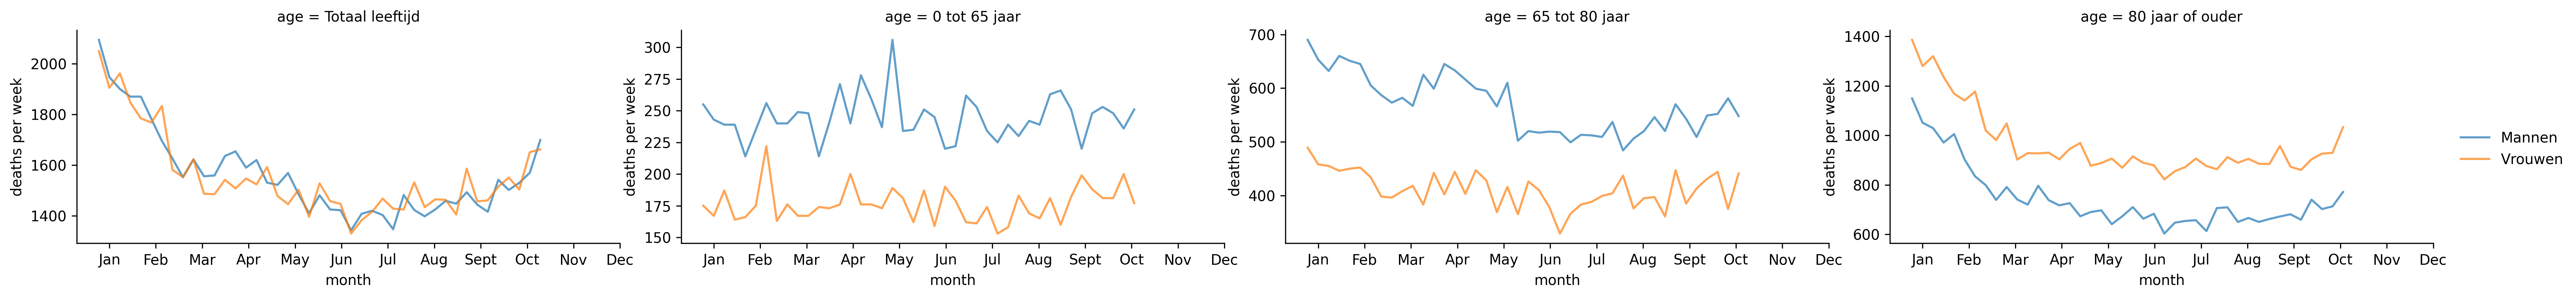 age = Totaal leeftijd
deaths per week
2000
1800
1600
1400
Jan Feb Mar Apr May Jun Jul Aug Sept Oct Nov Dec
month
age = 0 tot 65 jaar
deaths per week
300
275
250
225
200
175
150
Jan Feb Mar Apr May Jun Jul Aug Sept Oct Nov Dec
month
age = 65 tot 80 jaar
deaths per week
700
600
500
400
Jan Feb Mar Apr May Jun Jul Aug Sept Oct Nov Dec
month
age = 80 jaar of ouder
deaths per week
1400
1200
1000
800
600
Jan Feb Mar Apr May Jun Jul Aug Sept Oct Nov Dec
month
Mannen
Vrouwen